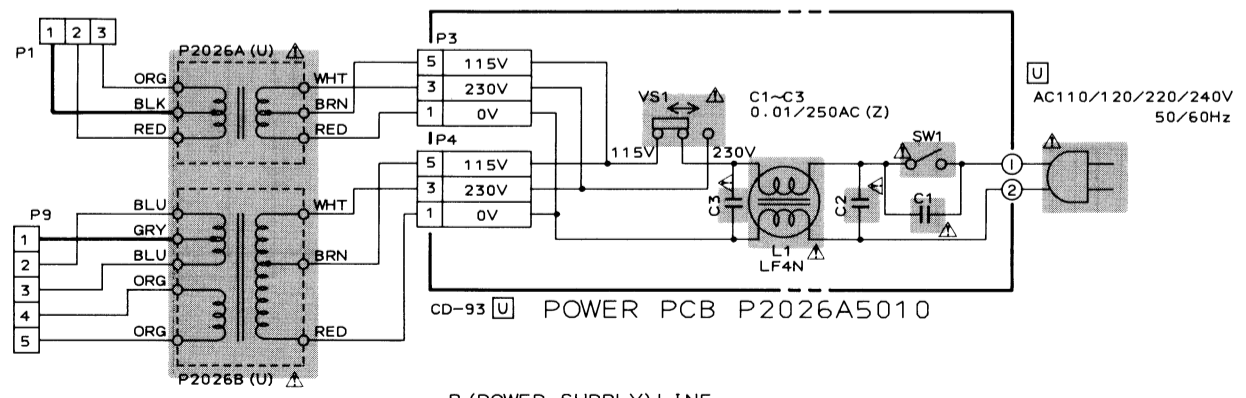 P1
1 2 3
P2026A (U)
ORG
BLK
RED
WHT
BRN
RED
P3
5 115V
3 230V
1 0V
P4
5 115V
3 230V
1 0V
VS1
115V
230V
C1~C3
0.01/250AC (Z)
C3
L1
LF4N
C2
SW1
C1
1
2
U
AC110/120/220/240V
50/60Hz
P9
1
2
3
4
5
BLU
GRY
BLU
ORG
ORG
WHT
BRN
RED
P2026B (U)
CD-93 U POWER PCB P2026A5010
B (POWER SUPPLY) LINE